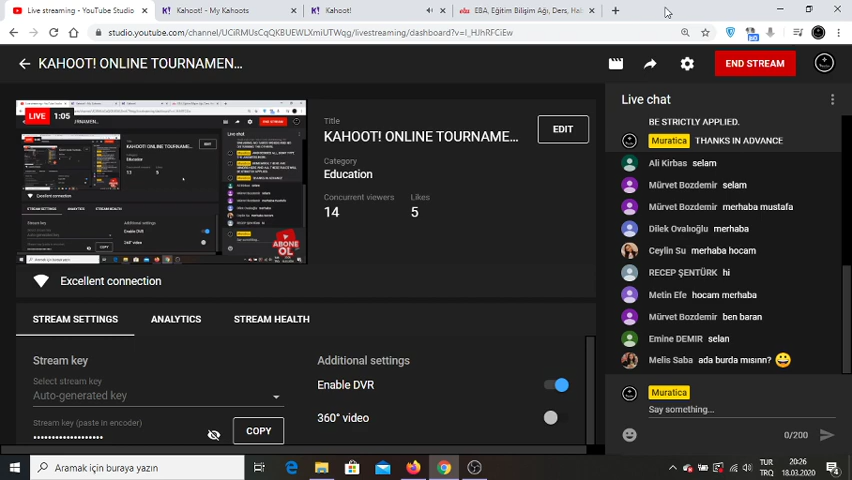 Live streaming - YouTube Studio
Kahoot! - My Kahoots
Kahoot!
EBA, Eğitim Bilişim Ağı, Ders, Hab
studio.youtube.com/channel/UCiRMUsCqQKBUEWLXmiUTWqg/livestreaming/dashboard?v=I_HJhRFCiEw
KAHOOT! ONLINE TOURNAMEN...
END STREAM
LIVE 1:05
ABONE OL
Title
KAHOOT! ONLINE TOURNAME...
EDIT
Category
Education
Concurrent viewers
Likes
14
5
Excellent connection
STREAM SETTINGS
ANALYTICS
STREAM HEALTH
Stream key
Select stream key
Auto-generated key
Stream key (paste in encoder)
COPY
Additional settings
Enable DVR
360° video
Live chat
BE STRICTLY APPLIED.
Muratica THANKS IN ADVANCE
Ali Kirbas selam
Mürvet Bozdemir selam
Mürvet Bozdemir merhaba mustafa
Dilek Ovalıoğlu merhaba
Ceylin Su merhaba hocam
RECEP ŞENTÜRK hi
Metin Efe hocam merhaba
Mürvet Bozdemir ben baran
Emine DEMIR selan
Melis Saba ada burda mısınn? 😀
Muratica
Say something...
0/200
Aramak için buraya yazın
TUR
TRQ
20:26
18.03.2020
4